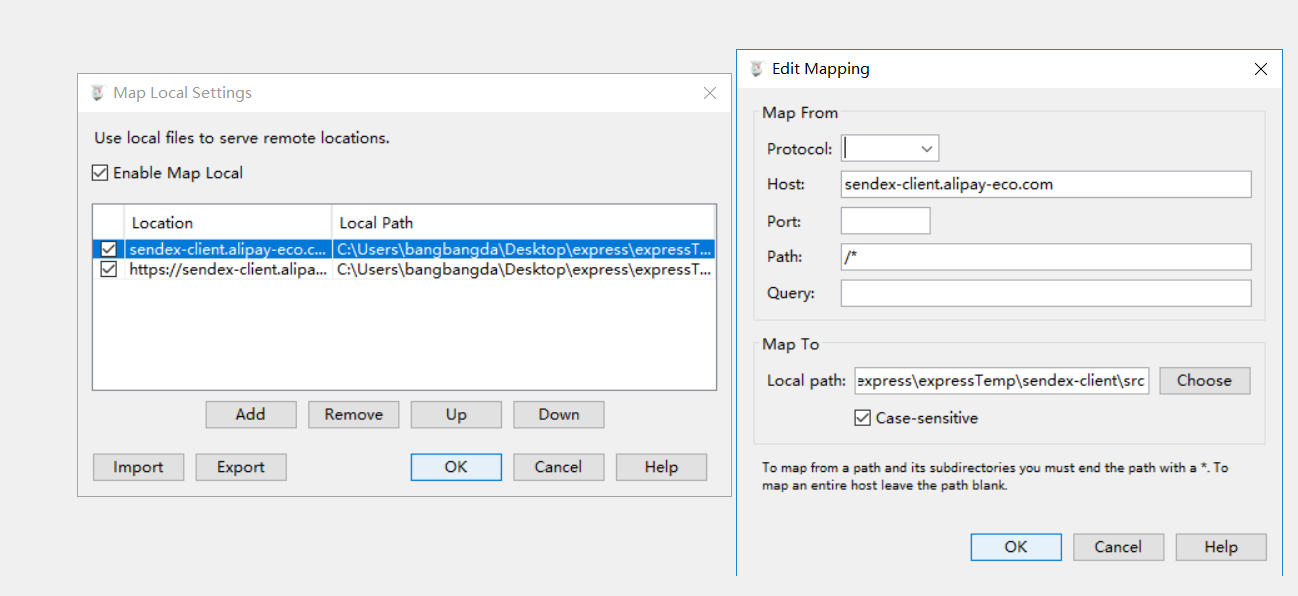 Map Local Settings
Use local files to serve remote locations.
Enable Map Local
Location Local Path
sendex-client.alipay-eco.c... C:\Users\bangbangda\Desktop\express\expressT...
https://sendex-client.alipa... C:\Users\bangbangda\Desktop\express\expressT...
Add Remove Up Down
Import Export OK Cancel Help
Edit Mapping
Map From
Protocol:
Host: sendex-client.alipay-eco.com
Port:
Path: /*
Query:
Map To
Local path: express\expressTemp\sendex-client\src Choose
Case-sensitive
To map from a path and its subdirectories you must end the path with a *. To
map an entire host leave the path blank.
OK Cancel Help